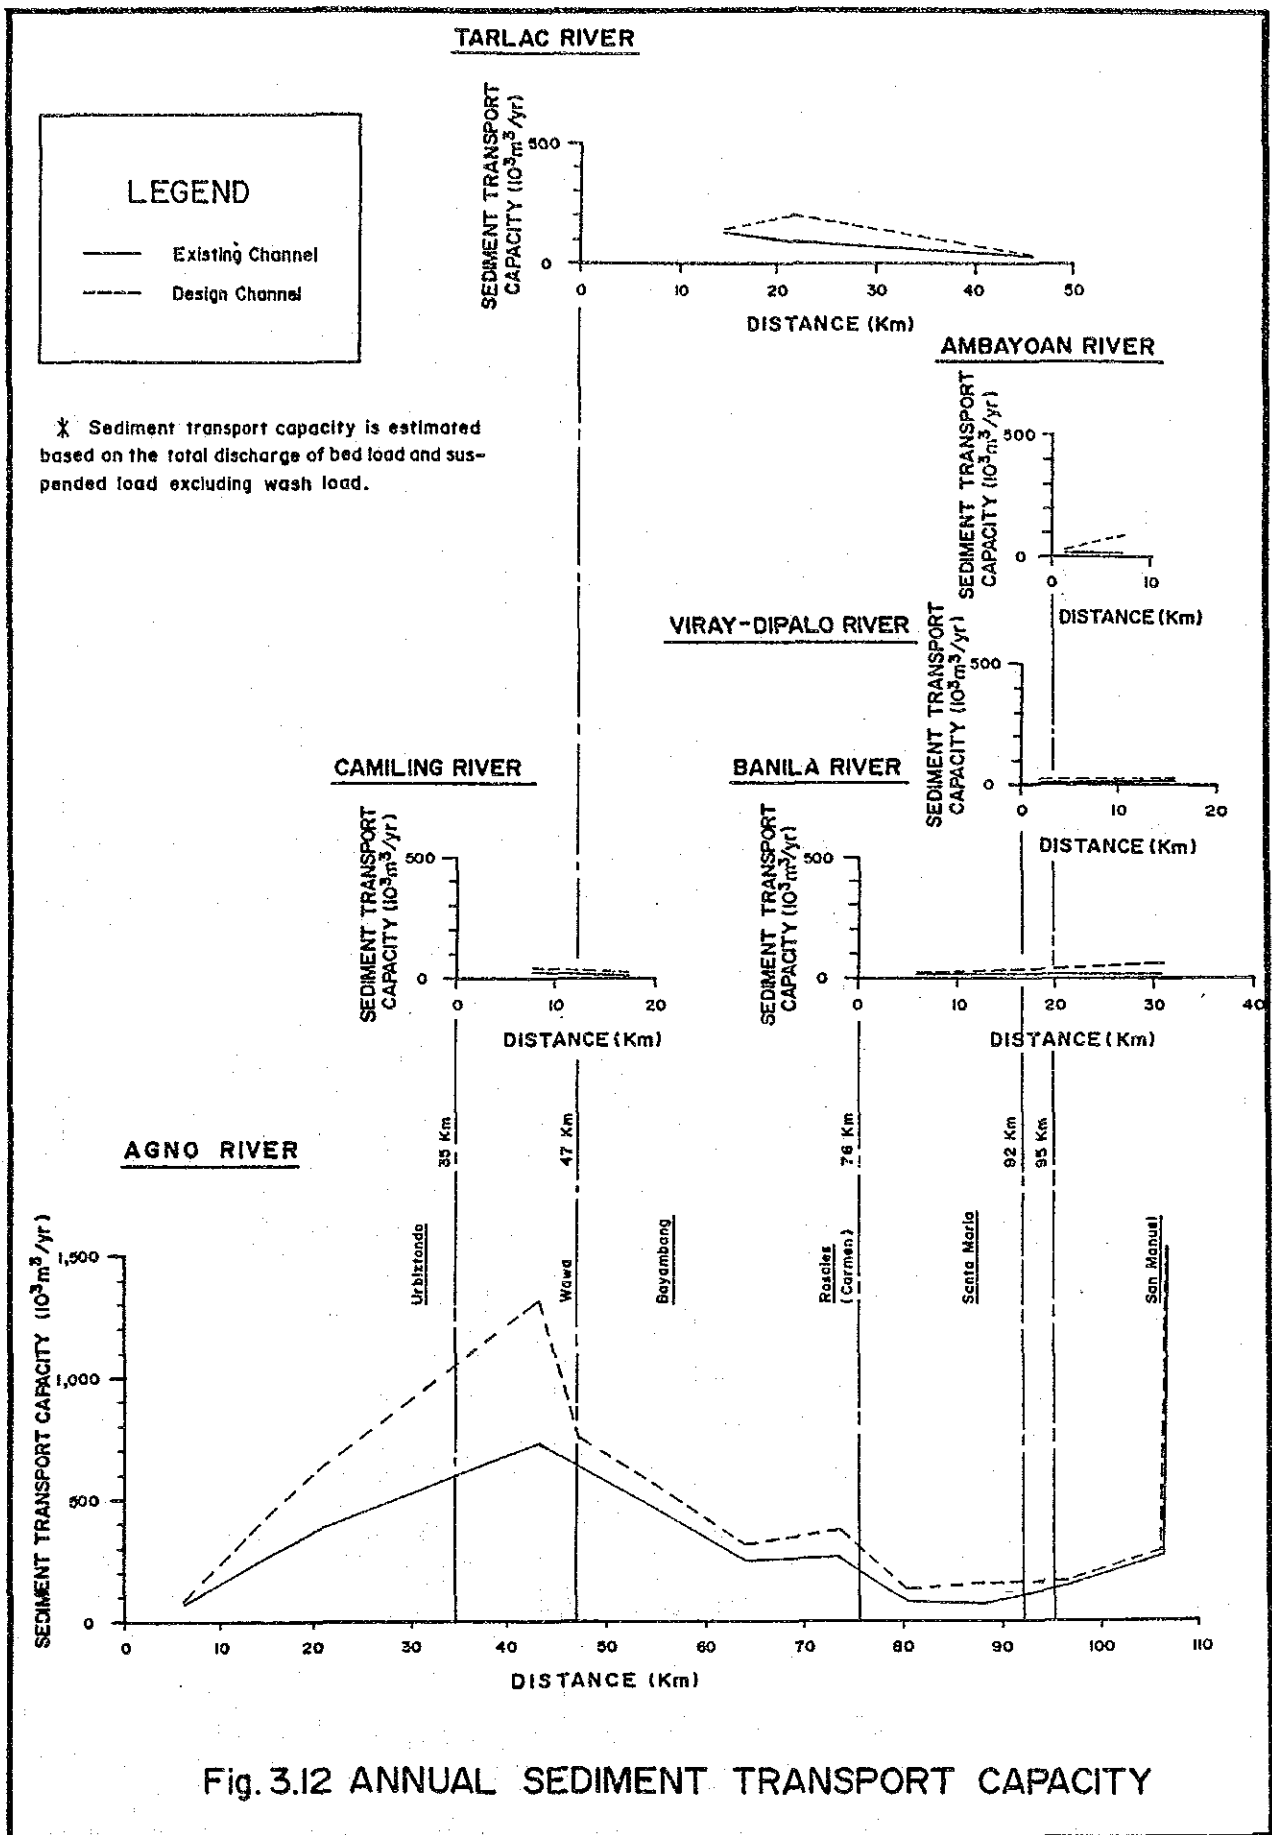 TARLAC RIVER
SEDIMENT TRANSPORT
CAPACITY (10³m³/yr)
500
0
0 10 20 30 40 50
DISTANCE (Km)
LEGEND
Existing Channel
Design Channel
* Sediment transport capacity is estimated
based on the total discharge of bed load and sus-
pended load excluding wash load.
AMBAYOAN RIVER
SEDIMENT TRANSPORT
CAPACITY (10³m³/yr)
500
0
0 10
DISTANCE (Km)
VIRAY-DIPALO RIVER
SEDIMENT TRANSPORT
CAPACITY (10³m³/yr)
500
0
0 10 20
DISTANCE (Km)
CAMILING RIVER
SEDIMENT TRANSPORT
CAPACITY (10³m³/yr)
500
0
0 10 20
DISTANCE (Km)
BANILA RIVER
SEDIMENT TRANSPORT
CAPACITY (10³m³/yr)
500
0
0 10 20 30 40
DISTANCE (Km)
AGNO RIVER
35 Km
47 Km
76 Km
92 Km
95 Km
Urbiztondo
Wawa
Bayambang
Rosales
(Carmen)
Santa Maria
San Manuel
SEDIMENT TRANSPORT CAPACITY (10³m³/yr)
1,500
1,000
500
0
0 10 20 30 40 50 60 70 80 90 100 110
DISTANCE (Km)
Fig. 3.12 ANNUAL SEDIMENT TRANSPORT CAPACITY